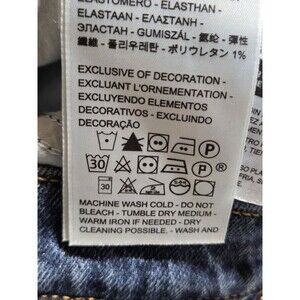 ELASTÓMERO - ELASTHAN -
ELASTAAN - ΕΛΑΣΤΑΝΗ -
ЭЛАСТАН - GUMISZÁL - 氨纶 - 彈性
纖維 - 폴리우레탄 - ポリウレタン 1%
EXCLUSIVE OF DECORATION -
EXCLUANT L'ORNEMENTATION -
EXCLUYENDO ELEMENTOS
DECORATIVOS - EXCLUINDO
DECORAÇÃO
P
30 P
30
MACHINE WASH COLD - DO NOT
BLEACH - TUMBLE DRY MEDIUM -
WARM IRON IF NEEDED - DRY
CLEANING POSSIBLE. - WASH AND